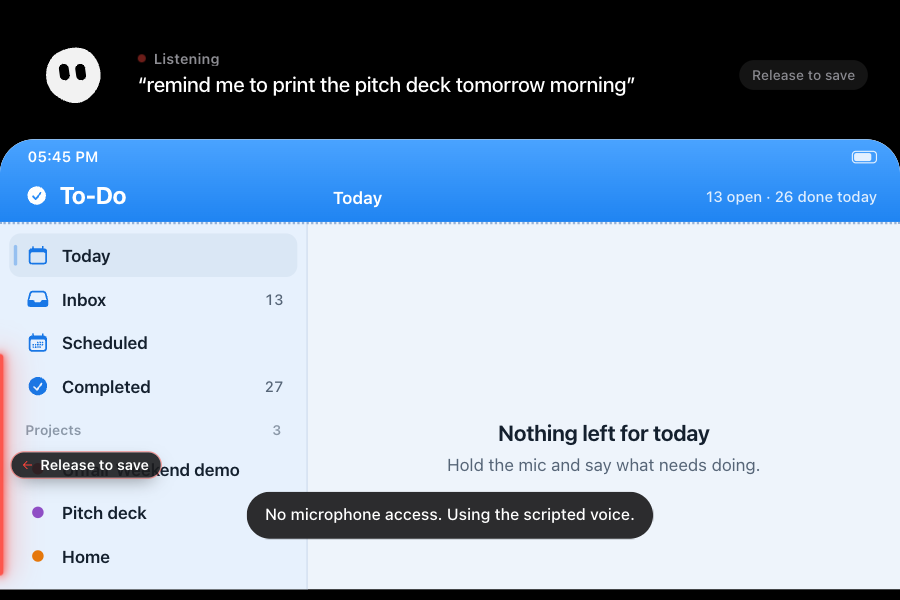 Listening
“remind me to print the pitch deck tomorrow morning”
Release to save
05:45 PM
To-Do
Today
13 open · 26 done today
Today
Inbox
13
Scheduled
Completed
27
Projects
3
← Release to save
demo
Pitch deck
Home
Nothing left for today
Hold the mic and say what needs doing.
No microphone access. Using the scripted voice.